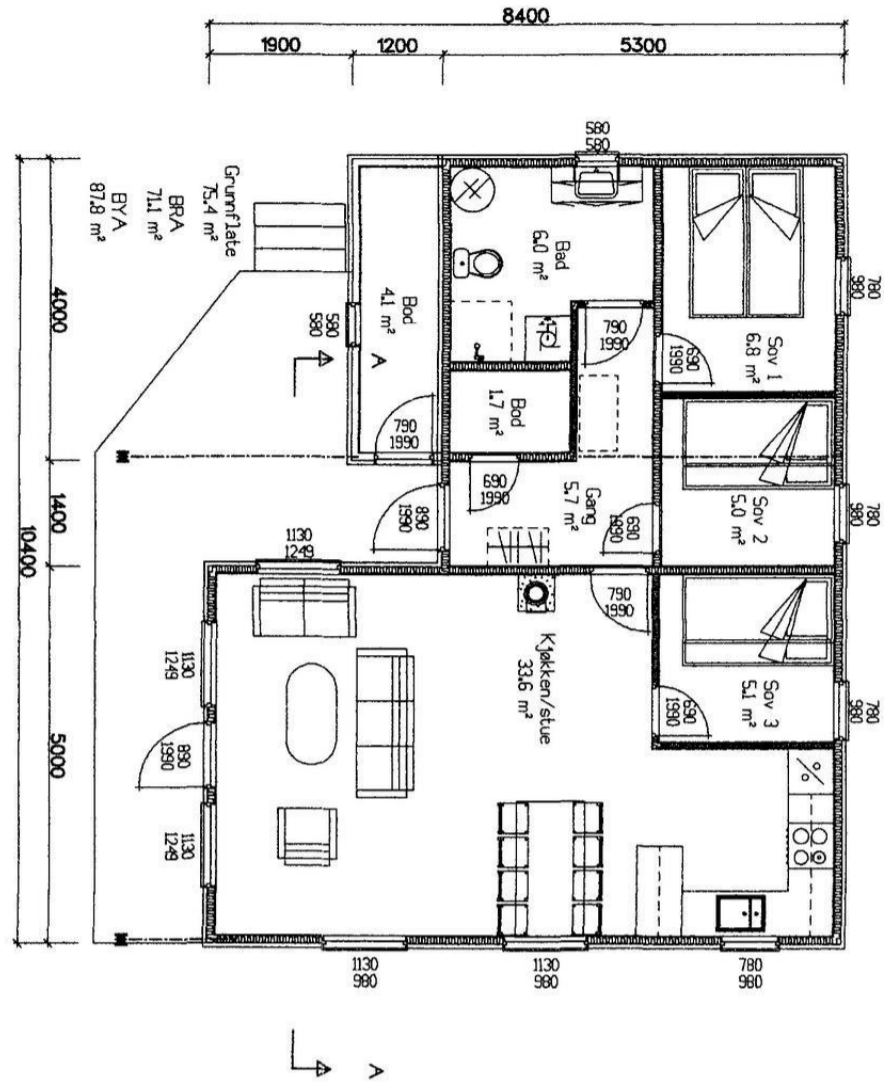 8400
1900
1200
5300
580
580
Grunnflate
75.4 m²
BRA
71.1 m²
BYA
87.8 m²
Bad
6.0 m²
780
980
Sov 1
6.8 m²
690
1990
790
1990
Bod
4.1 m²
580
580
A
4000
Bod
1.7 m²
790
1990
690
1990
Gang
5.7 m²
690
1990
Sov 2
5.0 m²
780
980
890
1990
1400
10400
1130
1249
790
1990
Kjøkken/stue
33.6 m²
Sov 3
5.1 m²
690
1990
780
980
1130
1249
890
1990
5000
1130
1249
1130
980
1130
980
780
980
A